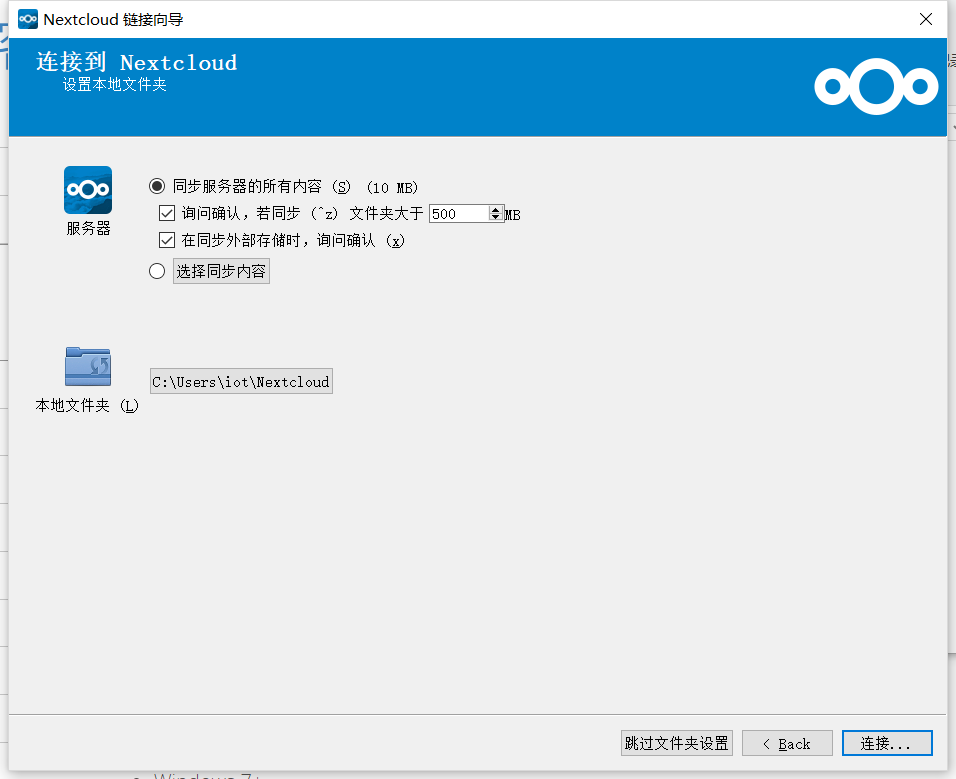 Nextcloud 链接向导
连接到 Nextcloud
设置本地文件夹
服务器
同步服务器的所有内容 (S) (10 MB)
询问确认，若同步 (^z) 文件夹大于 500 MB
在同步外部存储时，询问确认 (x)
选择同步内容
本地文件夹 (L)
C:\Users\iot\Nextcloud
跳过文件夹设置
< Back
连接...